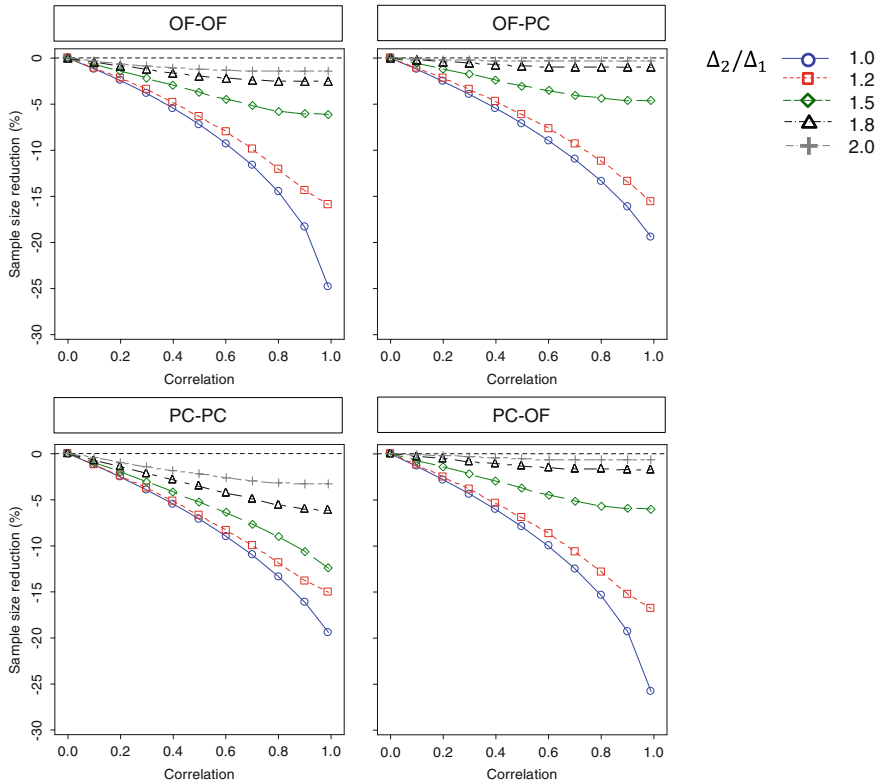 OF-OF
OF-PC
Δ₂/Δ₁
1.0
1.2
1.5
1.8
2.0
Sample size reduction (%)
0
-5
-10
-15
-20
-25
-30
0.0 0.2 0.4 0.6 0.8 1.0
Correlation
0.0 0.2 0.4 0.6 0.8 1.0
Correlation
PC-PC
PC-OF
Sample size reduction (%)
0
-5
-10
-15
-20
-25
-30
0.0 0.2 0.4 0.6 0.8 1.0
Correlation
0.0 0.2 0.4 0.6 0.8 1.0
Correlation